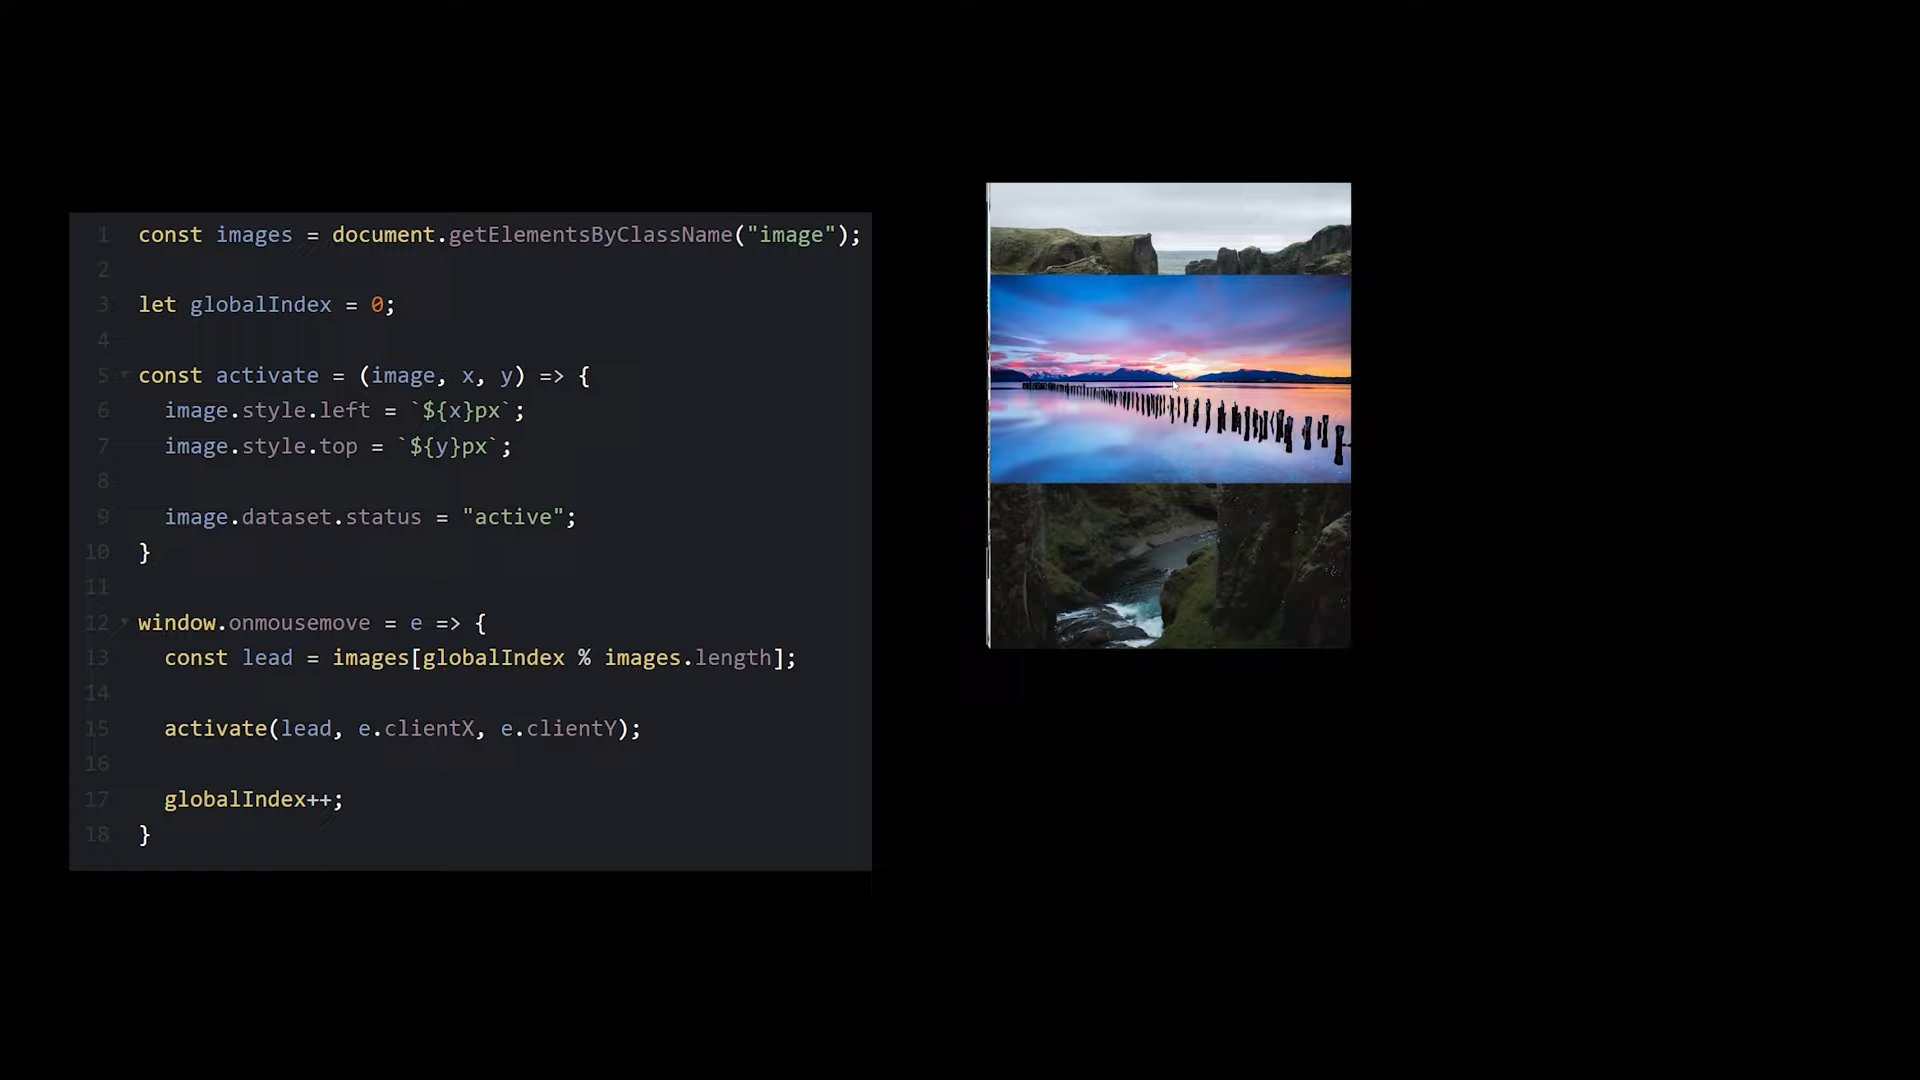 1 const images = document.getElementsByClassName("image");
2
3 let globalIndex = 0;
4
5 const activate = (image, x, y) => {
6 image.style.left = `${x}px`;
7 image.style.top = `${y}px`;
8
9 image.dataset.status = "active";
10 }
11
12 window.onmousemove = e => {
13 const lead = images[globalIndex % images.length];
14
15 activate(lead, e.clientX, e.clientY);
16
17 globalIndex++;
18 }